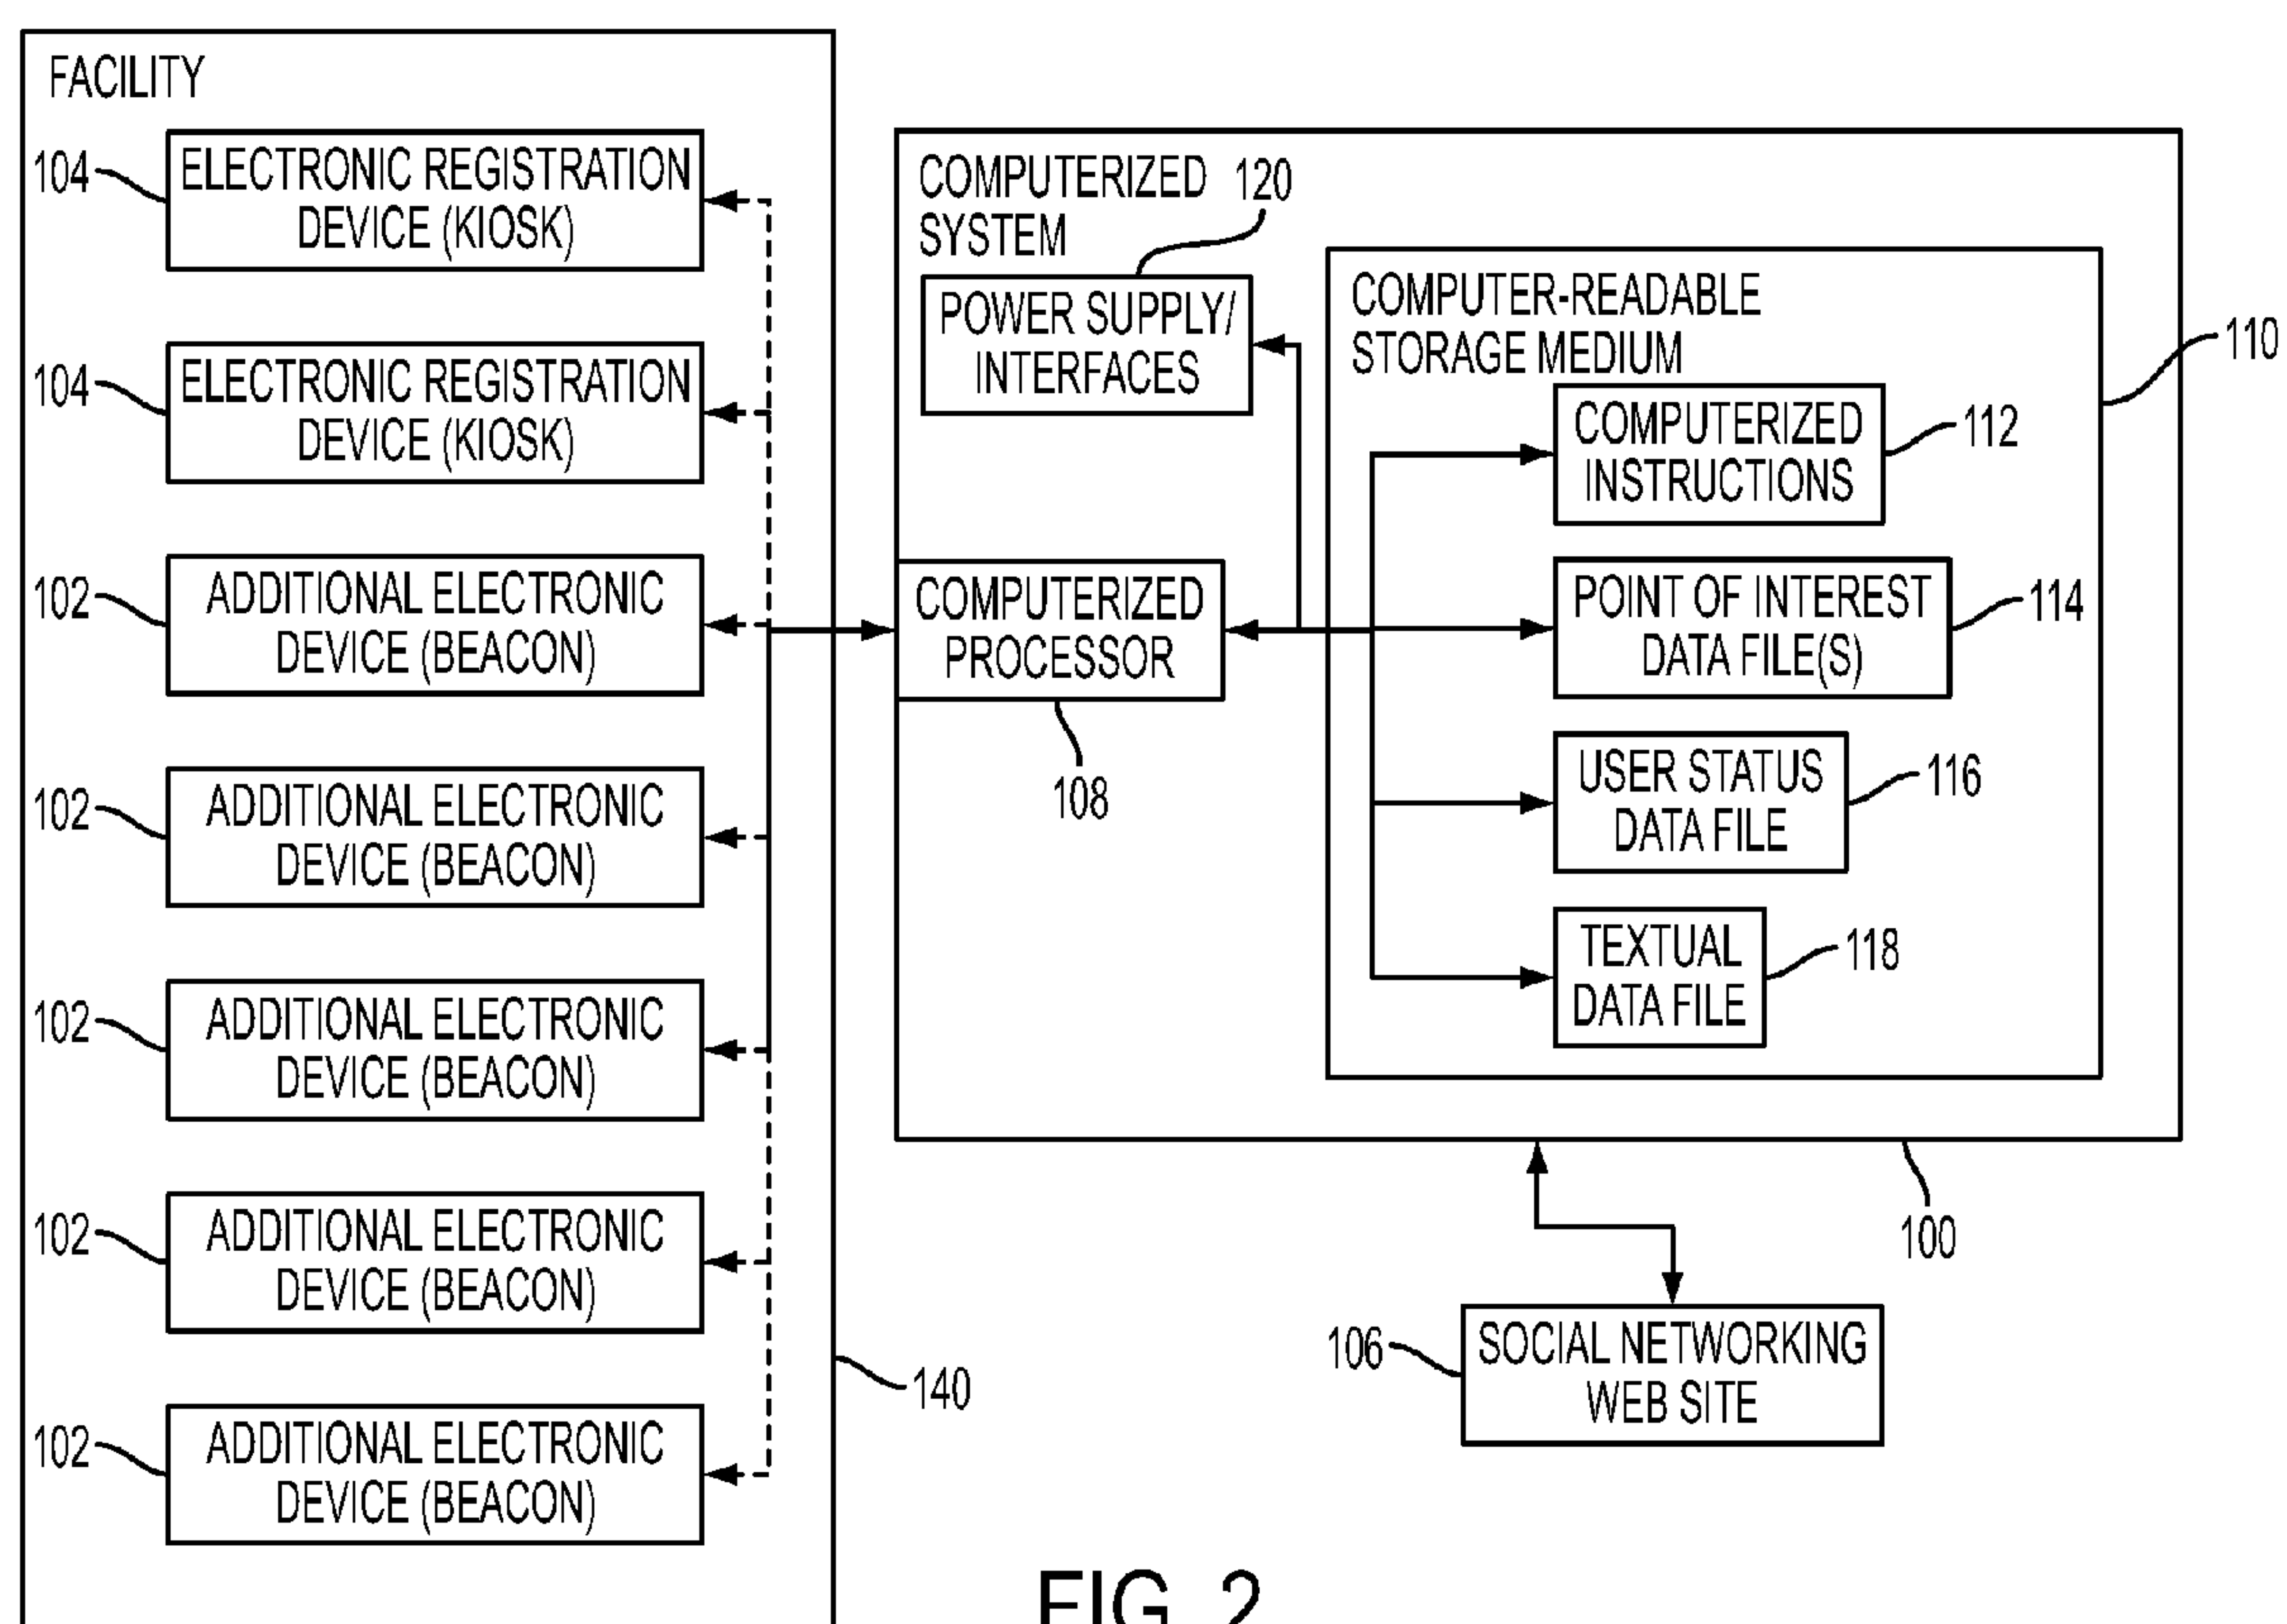 FACILITY
104
ELECTRONIC REGISTRATION
DEVICE (KIOSK)
104
ELECTRONIC REGISTRATION
DEVICE (KIOSK)
102
ADDITIONAL ELECTRONIC
DEVICE (BEACON)
102
ADDITIONAL ELECTRONIC
DEVICE (BEACON)
102
ADDITIONAL ELECTRONIC
DEVICE (BEACON)
102
ADDITIONAL ELECTRONIC
DEVICE (BEACON)
102
ADDITIONAL ELECTRONIC
DEVICE (BEACON)
140
COMPUTERIZED
SYSTEM
120
POWER SUPPLY/
INTERFACES
COMPUTERIZED
PROCESSOR
108
COMPUTER-READABLE
STORAGE MEDIUM
110
COMPUTERIZED
INSTRUCTIONS
112
POINT OF INTEREST
DATA FILE(S)
114
USER STATUS
DATA FILE
116
TEXTUAL
DATA FILE
118
100
106
SOCIAL NETWORKING
WEB SITE
FIG. 2